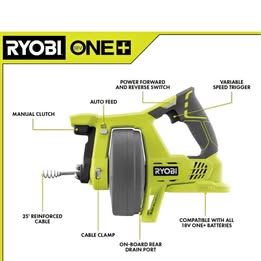 RYOBI ONE+
POWER FORWARD
AND REVERSE SWITCH
VARIABLE
SPEED TRIGGER
AUTO FEED
MANUAL CLUTCH
RYOBI
RYOBI
25' REINFORCED
CABLE
CABLE CLAMP
ON-BOARD REAR
DRAIN PORT
COMPATIBLE WITH ALL
18V ONE+ BATTERIES